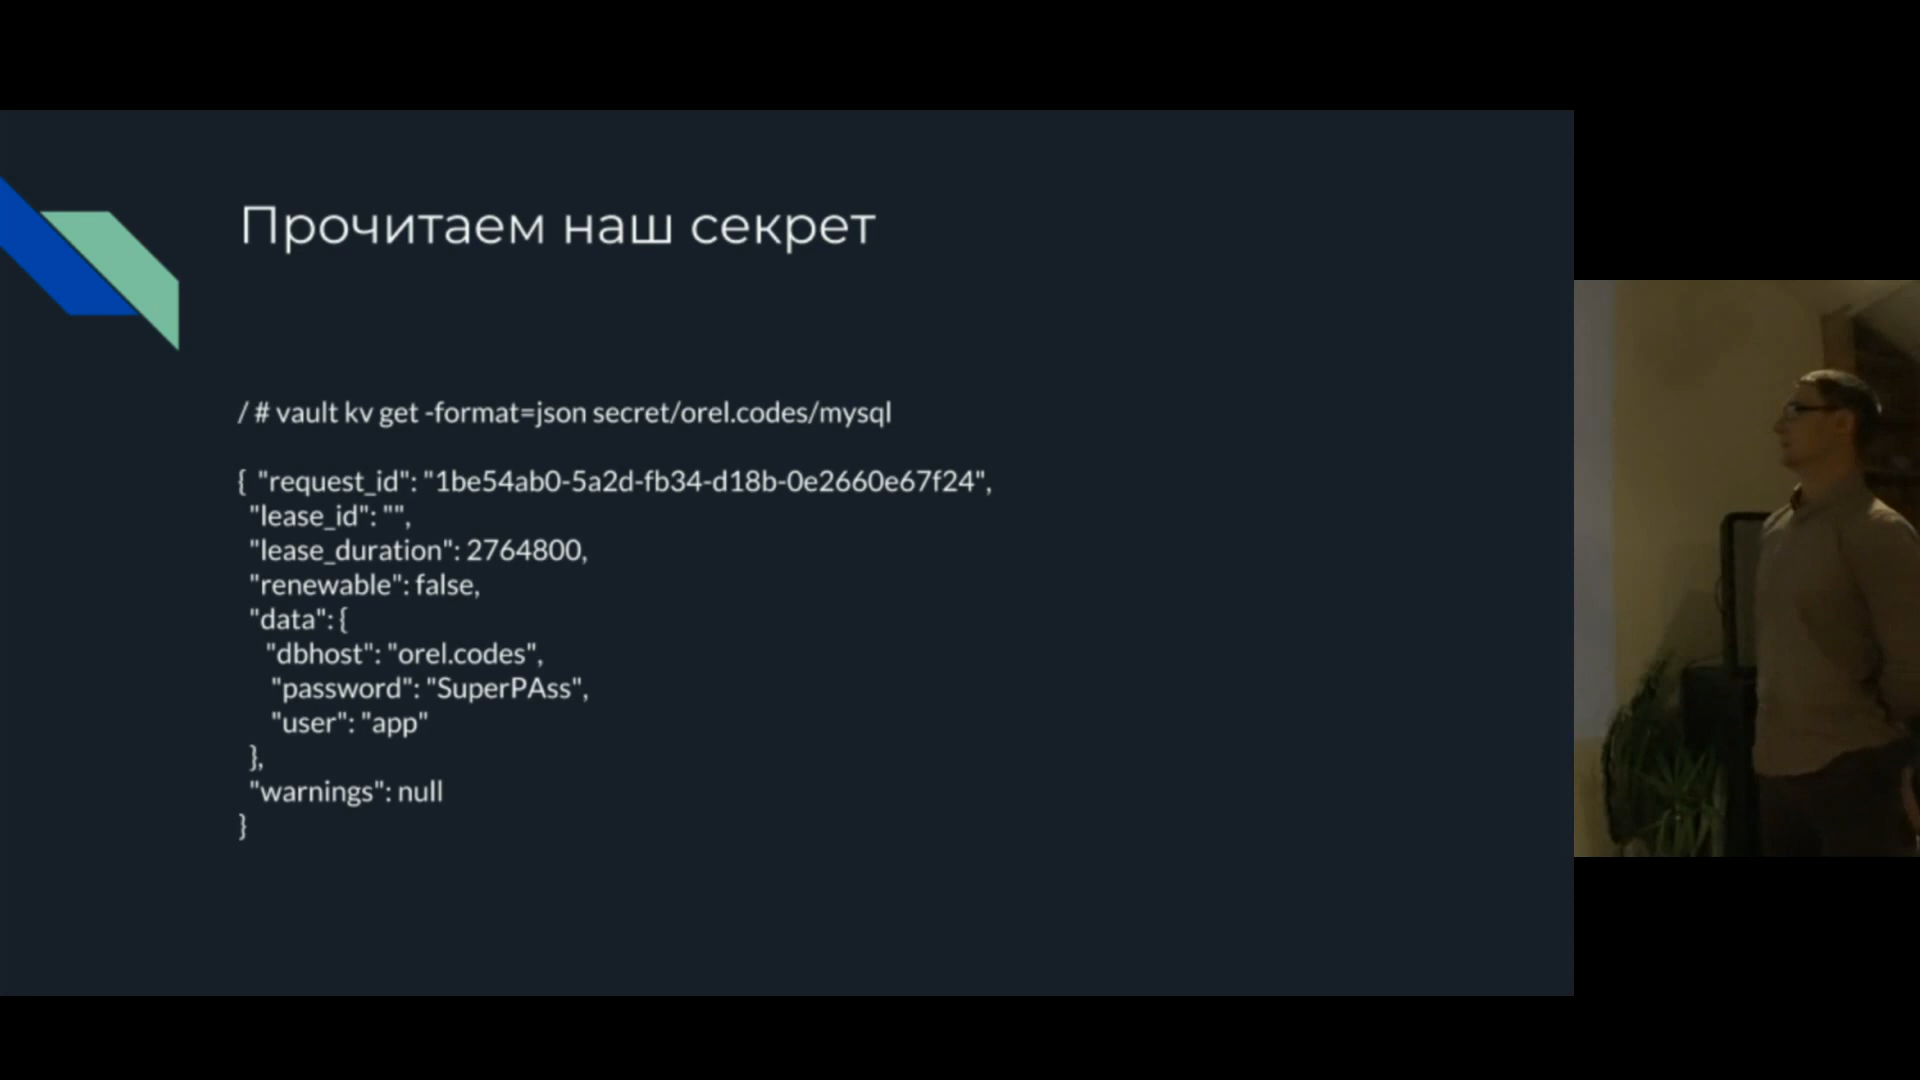 Прочитаем наш секрет
/ # vault kv get -format=json secret/orel.codes/mysql
{ "request_id": "1be54ab0-5a2d-fb34-d18b-0e2660e67f24",
"lease_id": "",
"lease_duration": 2764800,
"renewable": false,
"data": {
"dbhost": "orel.codes",
"password": "SuperPAss",
"user": "app"
},
"warnings": null
}